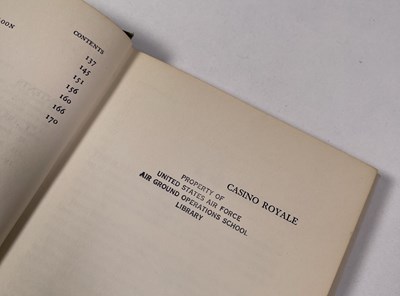 OON
CONTENTS
137
145
151
156
160
166
170
CASINO ROYALE
PROPERTY OF
UNITED STATES AIR FORCE
AIR GROUND OPERATIONS SCHOOL
LIBRARY